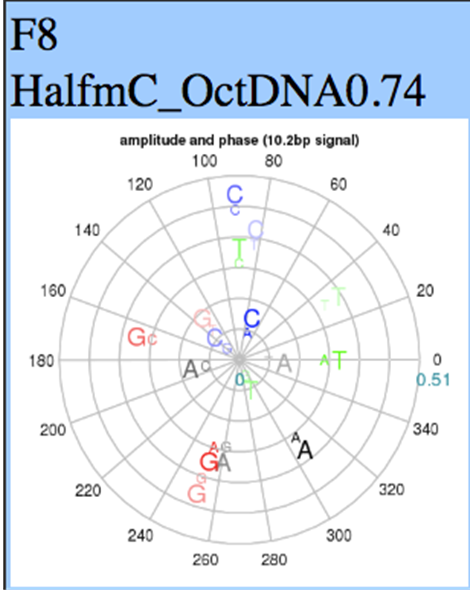 F8
HalfmC_OctDNA0.74
amplitude and phase (10.2bp signal)
100 80
120 60
140 40
160 20
180 0
0.51
200 340
220 320
240 300
260 280
C
C
C
T
T
C
G
C
A
C
G
T
T
G C
A C
A
A T
0
T
A G
G A
A A
G
G